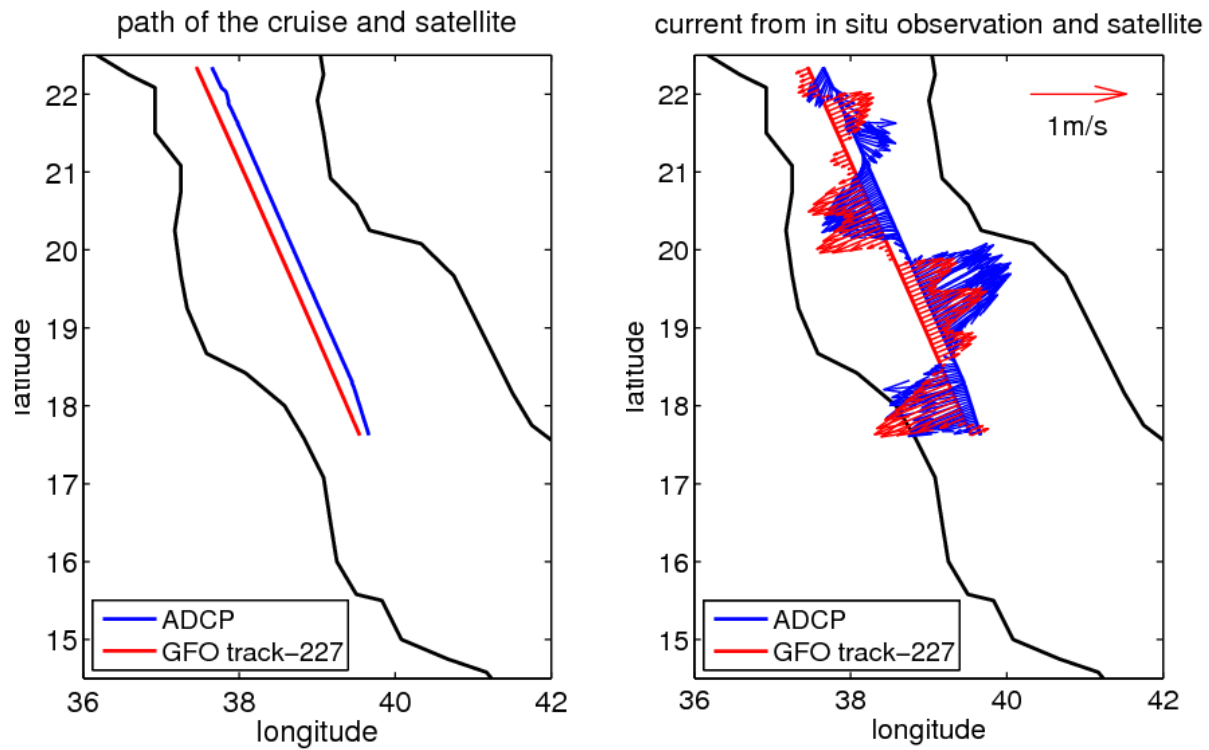 path of the cruise and satellite
22
21
20
19
18
17
16
15
latitude
ADCP
GFO track-227
36
38
40
42
longitude
current from in situ observation and satellite
1m/s
22
21
20
19
18
17
16
15
latitude
ADCP
GFO track-227
36
38
40
42
longitude